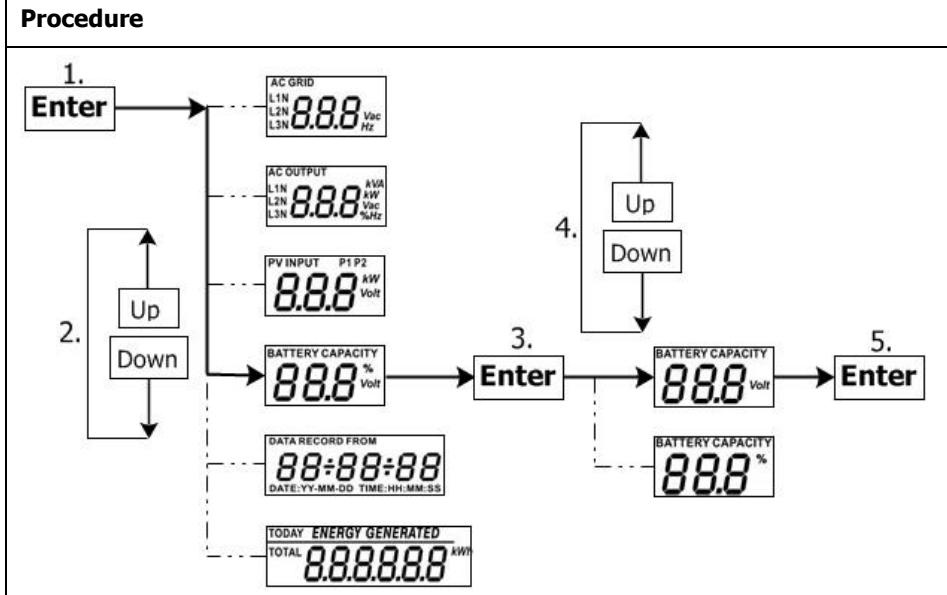 Procedure
1.
Enter
AC GRID
L1N
L2N
L3N
8.8.8
Vac
Hz
AC OUTPUT
L1N
L2N
L3N
8.8.8
kVA
kW
Vac
%Hz
PV INPUT P1 P2
8.8.8
kW
Volt
2.
Up
Down
BATTERY CAPACITY
88.8
%
Volt
3.
Enter
4.
Up
Down
BATTERY CAPACITY
88.8
Volt
5.
Enter
BATTERY CAPACITY
88.8
%
DATA RECORD FROM
88÷88÷88
DATE:YY-MM-DD TIME:HH:MM:SS
TODAY ENERGY GENERATED
TOTAL
8.8.8.8.8.8
kWh